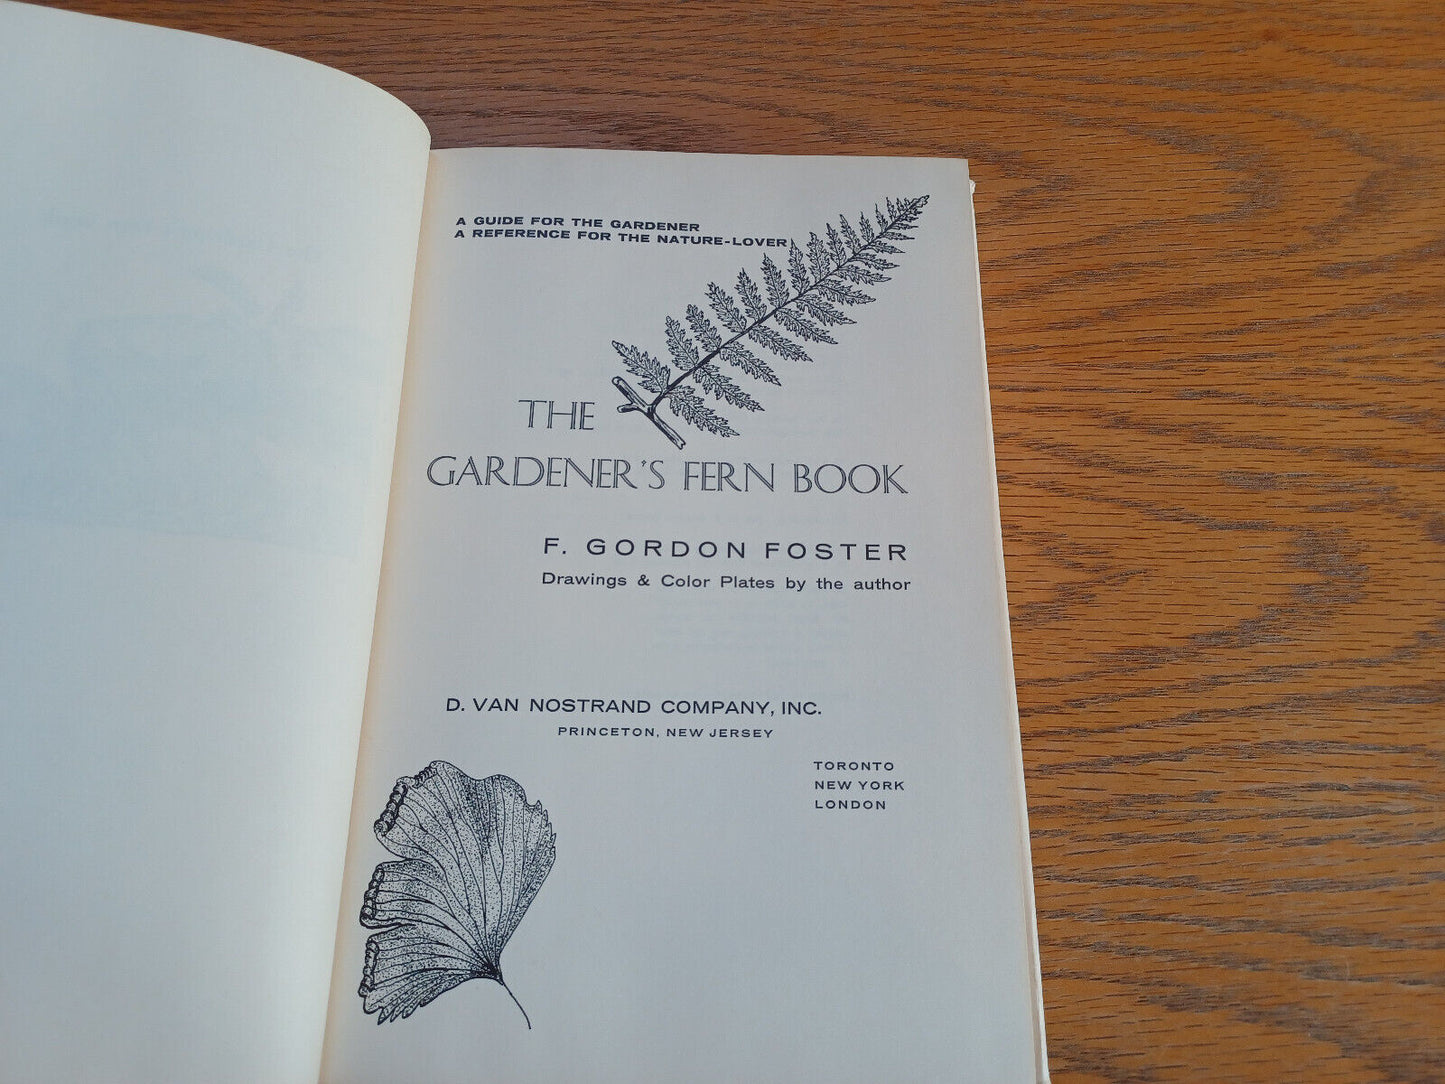 A GUIDE FOR THE GARDENER
A REFERENCE FOR THE NATURE-LOVER
THE
GARDENER'S FERN BOOK
F. GORDON FOSTER
Drawings & Color Plates by the author
D. VAN NOSTRAND COMPANY, INC.
PRINCETON, NEW JERSEY
TORONTO
NEW YORK
LONDON